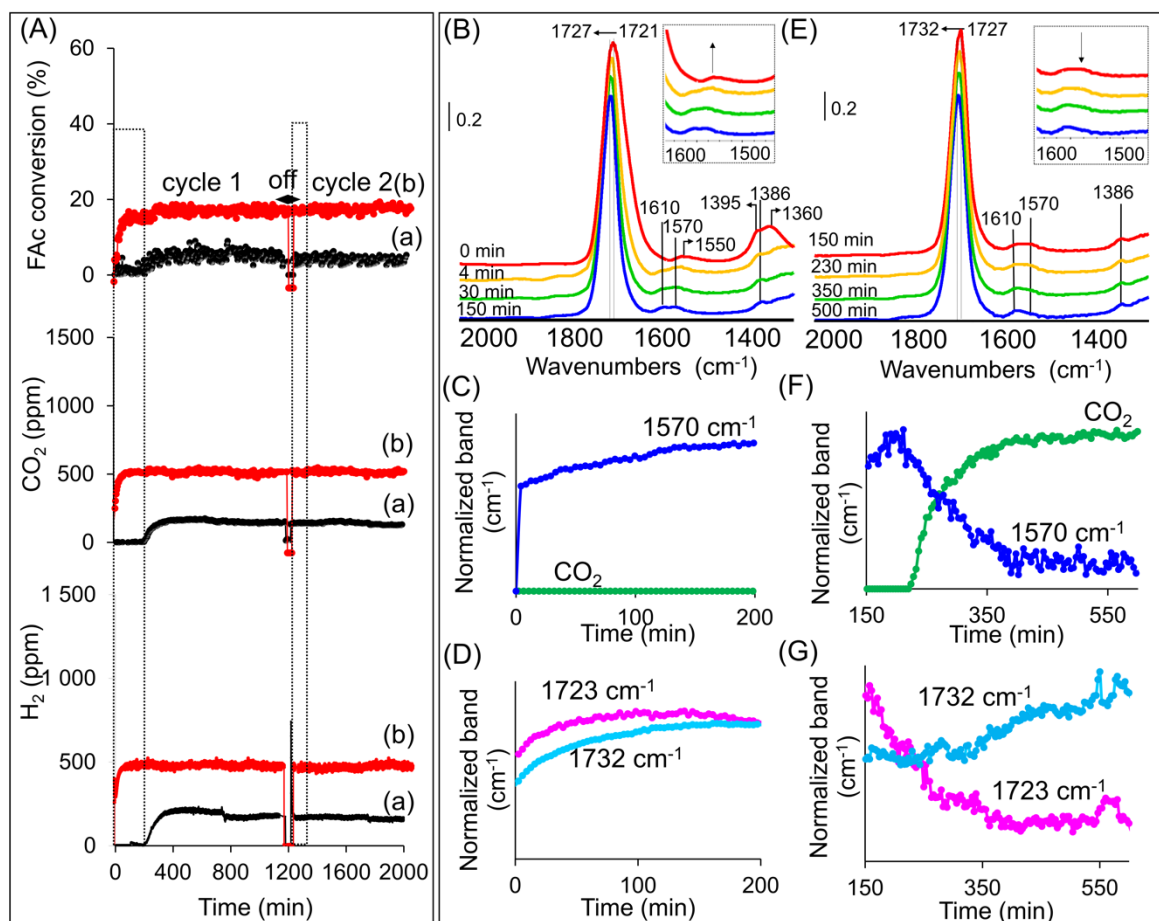 (A)
FAc conversion (%)
60
40
20
0
cycle 1
off
cycle 2
(b)
(a)
CO2 (ppm)
1500
1000
500
0
(b)
(a)
H2 (ppm)
1 500
1 000
500
0
(b)
(a)
0 400 800 1200 2000
Time (min)
(B)
1727 1721
0.2
1600 1500
1610
1570
1550
1395
1386
1360
0 min
4 min
30 min
150 min
2000 1800 1600 1400
Wavenumbers (cm-1)
(E)
1732 1727
0.2
1600 1500
1610
1570
1386
150 min
230 min
350 min
500 min
2000 1800 1600 1400
Wavenumbers (cm-1)
(C)
Normalized band
(cm-1)
1570 cm-1
CO2
0 100 200
Time (min)
(F)
Normalized band
(cm-1)
CO2
1570 cm-1
150 350 550
Time (min)
(D)
Normalized band
(cm-1)
1723 cm-1
1732 cm-1
0 100 200
Time (min)
(G)
Normalized band
(cm-1)
1732 cm-1
1723 cm-1
150 350 550
Time (min)